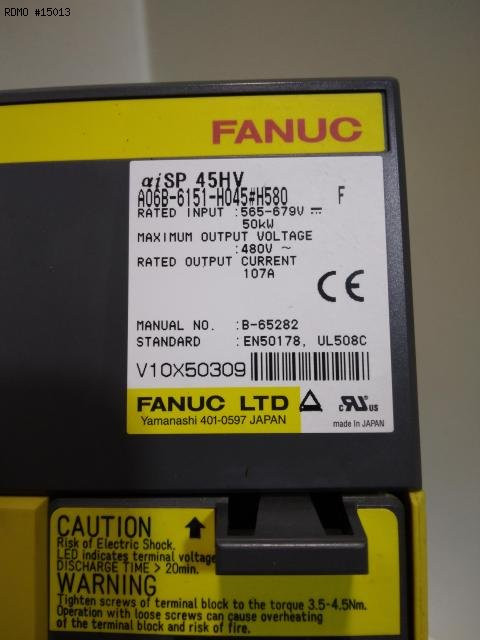 RDMO #15013
FANUC
αiSP 45HV
A06B-6151-H045#H580 F
RATED INPUT :565-679V ⎓
50kW
MAXIMUM OUTPUT VOLTAGE
:480V ~
RATED OUTPUT CURRENT
107A
CE
MANUAL NO. :B-65282
STANDARD :EN50178, UL508C
V10X50309
FANUC LTD
Yamanashi 401-0597 JAPAN
c RU us
made in JAPAN
CAUTION
Risk of Electric Shock.
LED indicates terminal voltage
DISCHARGE TIME > 20min.
WARNING
Tighten screws of terminal block to the torque 3.5-4.5Nm.
Operation with loose screws can cause overheating
of the terminal block and risk of fire.